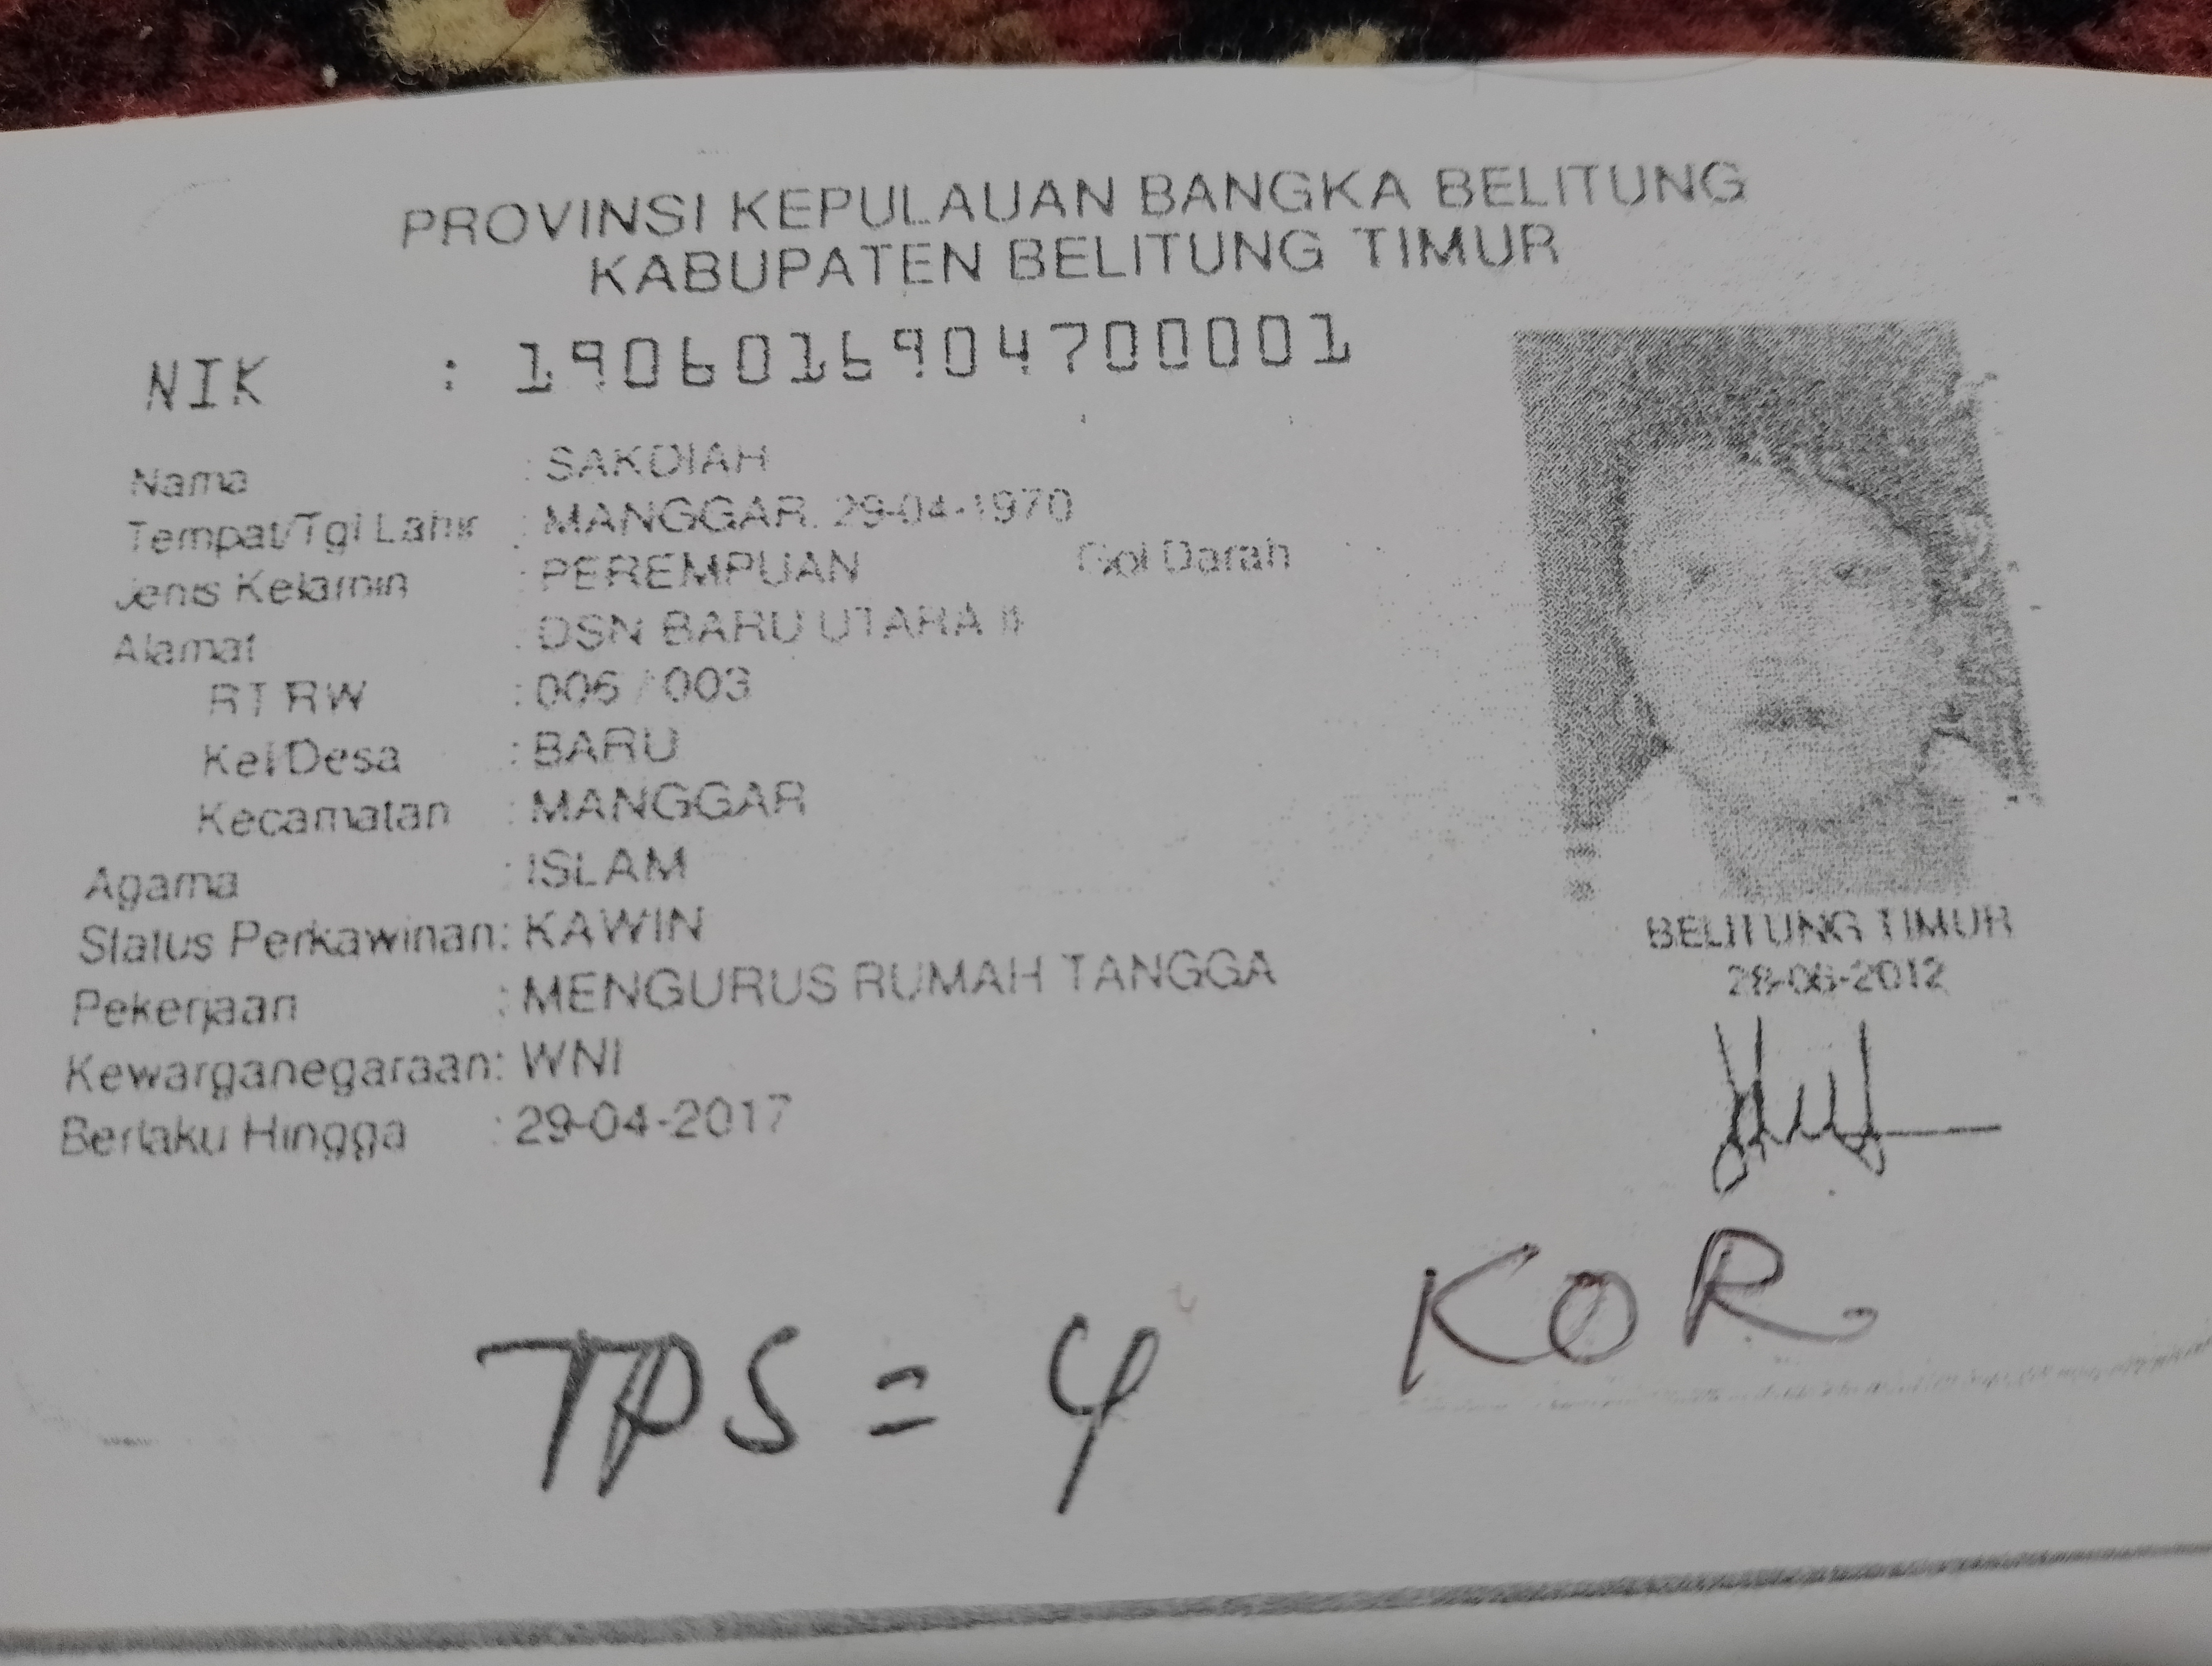 PROVINSI KEPULAUAN BANGKA BELITUNG
KABUPATEN BELITUNG TIMUR
NIK : 1906016904700001
Nama : SAKDIAH
Tempat/Tgl Lahir : MANGGAR, 29-04-1970
Jenis Kelamin : PEREMPUAN Gol Darah
Alamat : DSN BARU UTARA II
RT RW : 006 / 003
Kel/Desa : BARU
Kecamatan : MANGGAR
Agama : ISLAM
Status Perkawinan: KAWIN
Pekerjaan : MENGURUS RUMAH TANGGA
Kewarganegaraan: WNI
Berlaku Hingga : 29-04-2017
BELITUNG TIMUR
28-06-2012
KOR.
TPS = 4